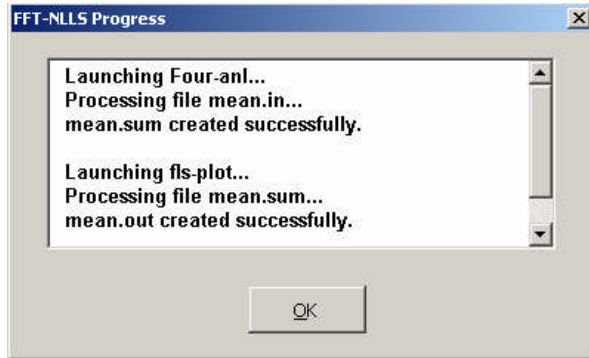 FFT-NLLS Progress
Launching Four-anl...
Processing file mean.in...
mean.sum created successfully.
Launching fls-plot...
Processing file mean.sum...
mean.out created successfully.
OK